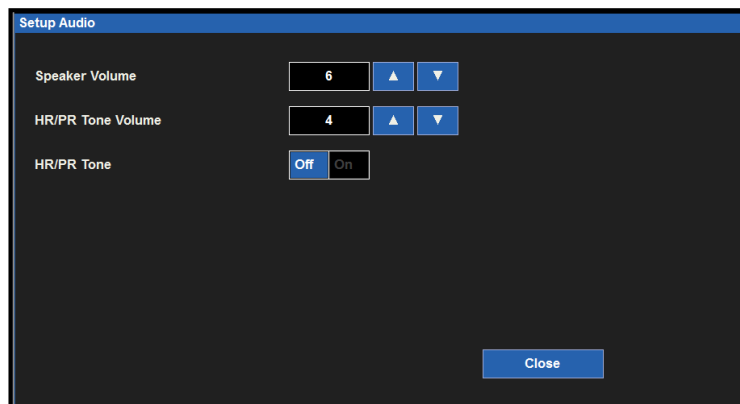 Setup Audio
Speaker Volume 6 ▲ ▼
HR/PR Tone Volume 4 ▲ ▼
HR/PR Tone Off On
Close